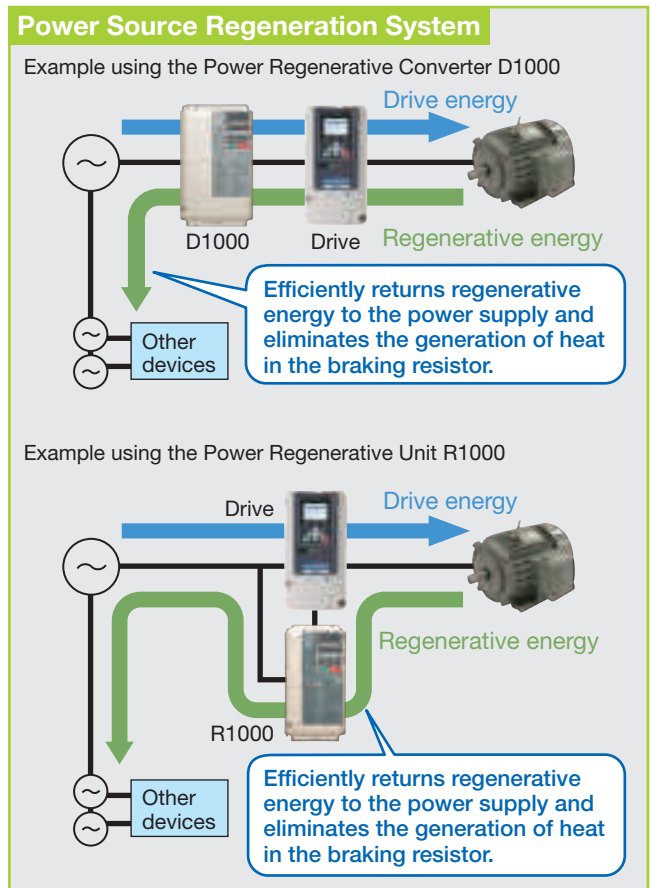 Power Source Regeneration System
Example using the Power Regenerative Converter D1000
Drive energy
D1000
Drive
Regenerative energy
Efficiently returns regenerative
energy to the power supply and
eliminates the generation of heat
in the braking resistor.
Other
devices
Example using the Power Regenerative Unit R1000
Drive
Drive energy
Regenerative energy
R1000
Efficiently returns regenerative
energy to the power supply and
eliminates the generation of heat
in the braking resistor.
Other
devices